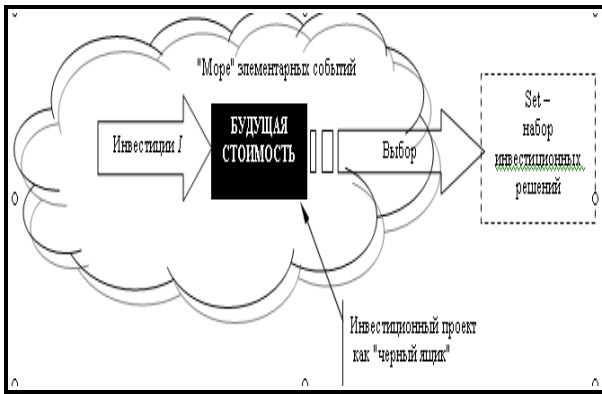 "Море" элементарных событий
Инвестиции I
БУДУЩАЯ
СТОИМОСТЬ
Выбор
Set –
набор
инвестиционных
решений
Инвестиционный проект
как "черный ящик"